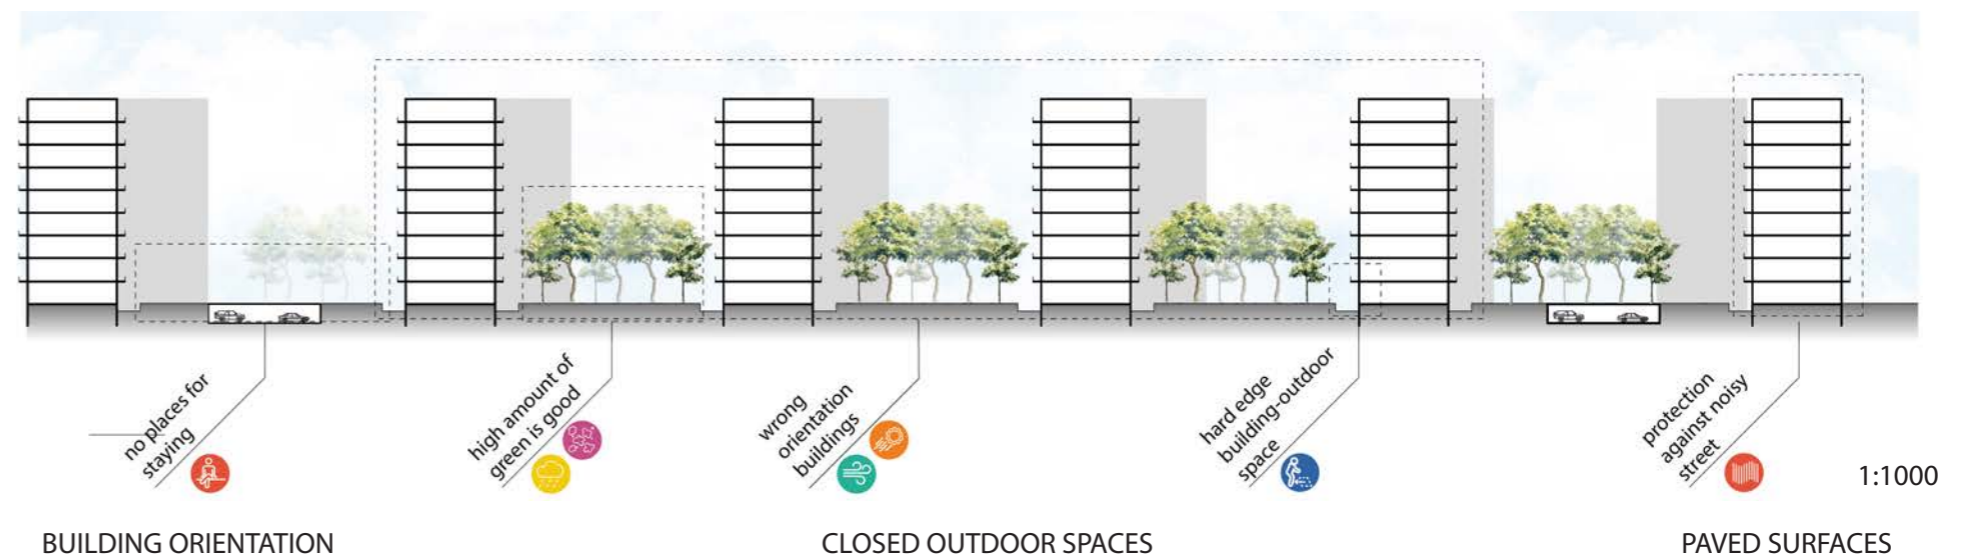 no places for
staying
high amount of
green is good
wrong
orientation
buildings
hard edge
building-outdoor
space
protection
against noisy
street
1:1000
BUILDING ORIENTATION
CLOSED OUTDOOR SPACES
PAVED SURFACES